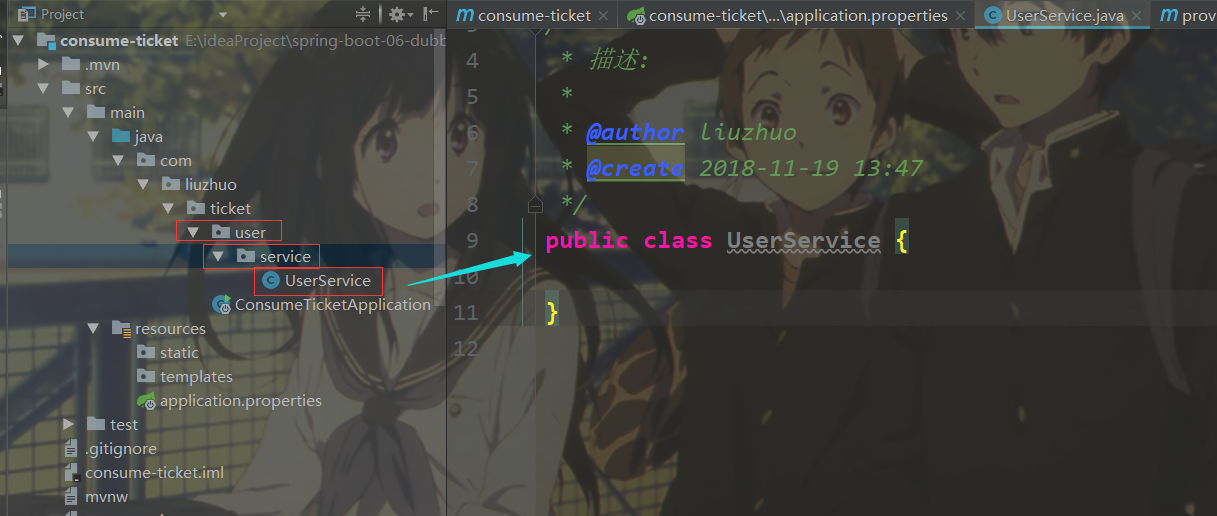 Project
consume-ticket E:\ideaProject\spring-boot-06-dubb
.mvn
src
main
java
com
liuzhuo
ticket
user
service
UserService
ConsumeTicketApplication
resources
static
templates
application.properties
test
.gitignore
consume-ticket.iml
mvnw
m consume-ticket ×
consume-ticket\...\application.properties ×
C UserService.java ×
m prov
4 * 描述:
5 *
6 * @author liuzhuo
7 * @create 2018-11-19 13:47
8 */
9 public class UserService {
10
11 }
12